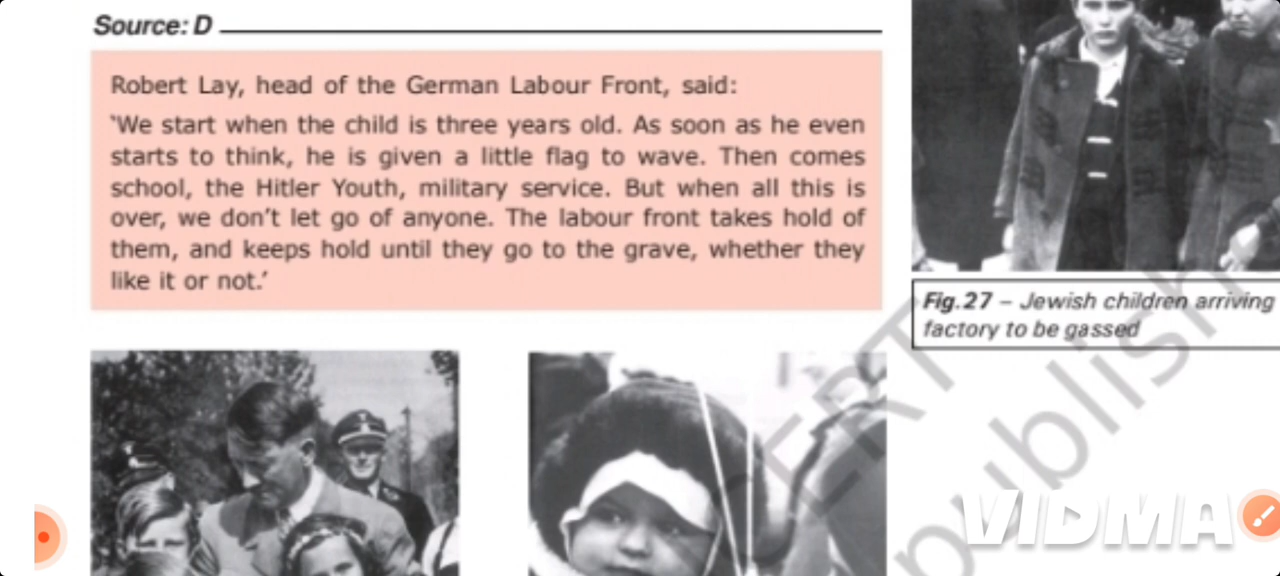 Source: D
Robert Lay, head of the German Labour Front, said:
‘We start when the child is three years old. As soon as he even
starts to think, he is given a little flag to wave. Then comes
school, the Hitler Youth, military service. But when all this is
over, we don’t let go of anyone. The labour front takes hold of
them, and keeps hold until they go to the grave, whether they
like it or not.’
Fig.27 – Jewish children arriving
factory to be gassed
publish
VIDMA